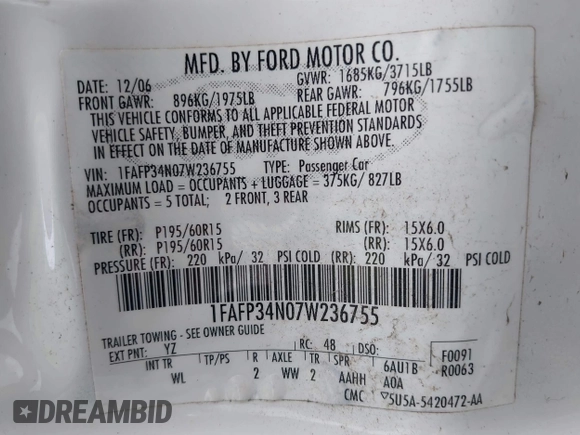 MFD. BY FORD MOTOR CO.
DATE: 12/06 GVWR: 1685KG/3715LB
FRONT GAWR: 896KG/1975LB REAR GAWR: 796KG/1755LB
THIS VEHICLE CONFORMS TO ALL APPLICABLE FEDERAL MOTOR
VEHICLE SAFETY, BUMPER, AND THEFT PREVENTION STANDARDS
IN EFFECT ON THE DATE OF MANUFACTURE SHOWN ABOVE.
VIN: 1FAFP34N07W236755 TYPE: Passenger Car
MAXIMUM LOAD = OCCUPANTS + LUGGAGE = 375KG/ 827LB
OCCUPANTS = 5 TOTAL; 2 FRONT, 3 REAR
TIRE (FR): P195/60R15 RIMS (FR): 15X6.0
(RR): P195/60R15 (RR): 15X6.0
PRESSURE (FR): 220 kPa/ 32 PSI COLD (RR): 220 kPa/ 32 PSI COLD
1FAFP34N07W236755
TRAILER TOWING - SEE OWNER GUIDE
EXT PNT: YZ RC: 48 DSO: F0091
INT TR TP/PS R AXLE TR SPR 6AU1B R0063
WL 2 WW 2 AAHH A0A
CMC ▽5U5A-5420472-AA
DREAMBID